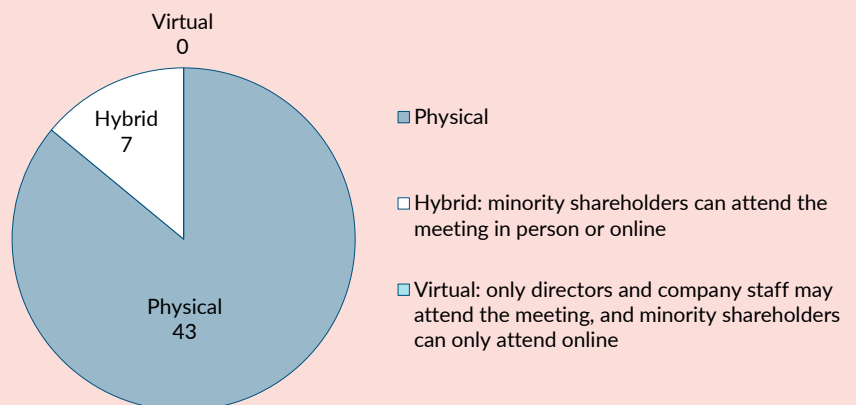 Virtual
0
Hybrid
7
Physical
43
Physical
Hybrid: minority shareholders can attend the
meeting in person or online
Virtual: only directors and company staff may
attend the meeting, and minority shareholders
can only attend online